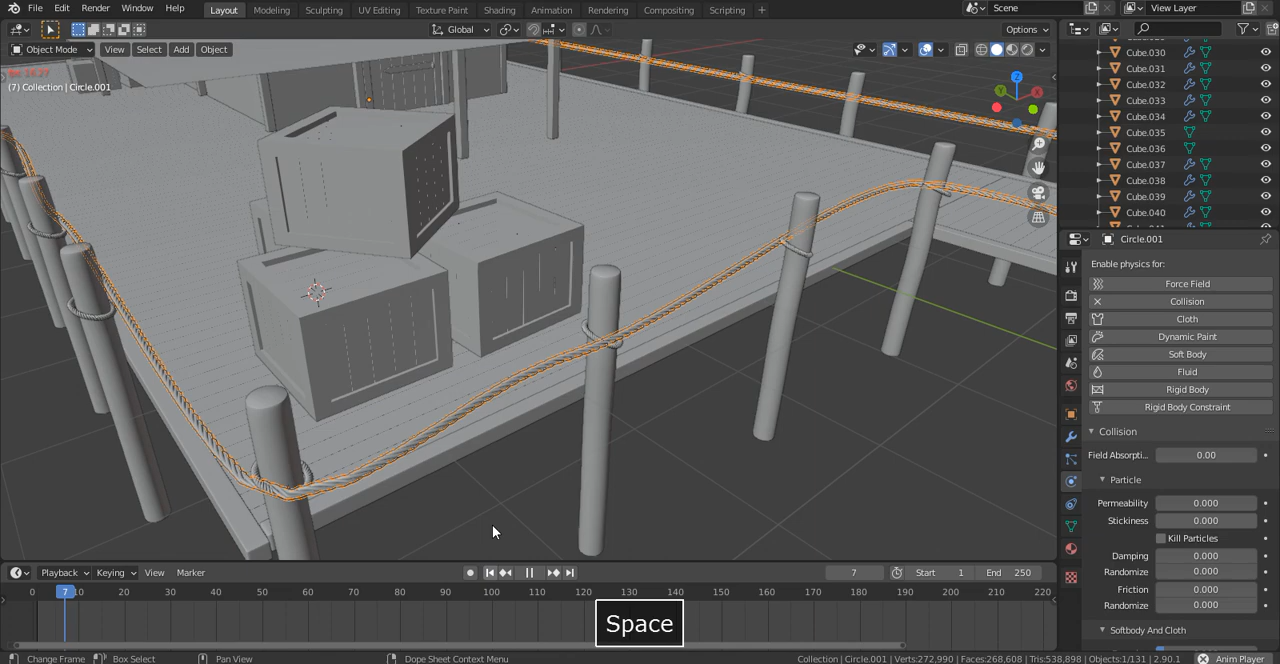 File Edit Render Window Help Layout Modeling Sculpting UV Editing Texture Paint Shading Animation Rendering Compositing Scripting + Scene View Layer
Global Options
Object Mode View Select Add Object
(7) Collection | Circle.001
Z
Y
X
Cube.030
Cube.031
Cube.032
Cube.033
Cube.034
Cube.035
Cube.036
Cube.037
Cube.038
Cube.039
Cube.040
Circle.001
Enable physics for:
Force Field
Collision
Cloth
Dynamic Paint
Soft Body
Fluid
Rigid Body
Rigid Body Constraint
Collision
Field Absorpti... 0.00
Particle
Permeability 0.000
Stickiness 0.000
Kill Particles
Damping 0.000
Randomize 0.000
Friction 0.000
Randomize 0.000
Softbody And Cloth
Playback Keying View Marker 7 Start 1 End 250
0 7 10 20 30 40 50 60 70 80 90 100 110 120 130 140 150 160 170 180 190 200 210 220
Space
Change Frame Box Select Pan View Dope Sheet Context Menu Collection | Circle.001 | Verts:272,990 | Faces:268,608 | Tris:538,898 | Objects:1/131 | 2.90.1 Anim Player